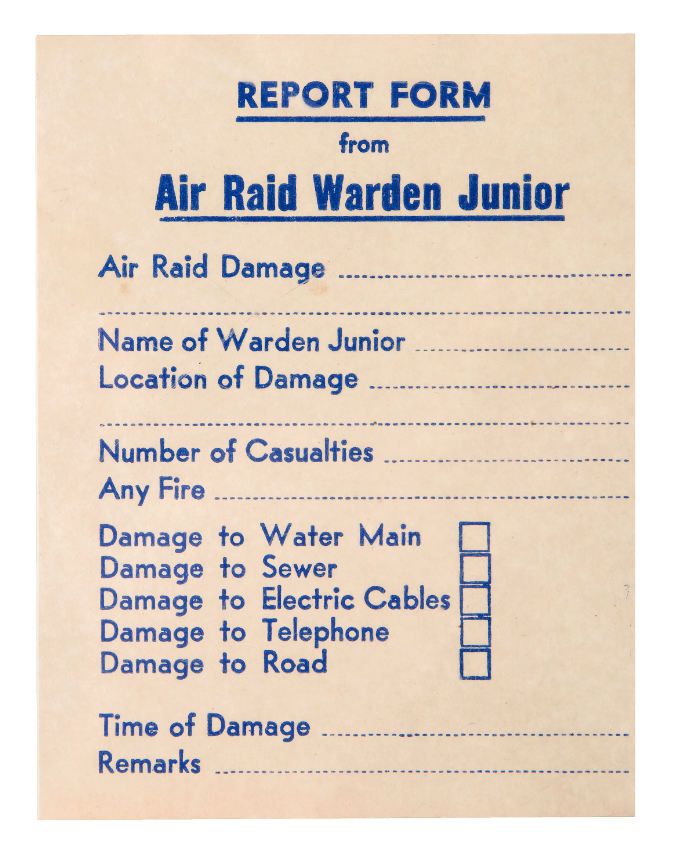 REPORT FORM
from
Air Raid Warden Junior
Air Raid Damage
Name of Warden Junior
Location of Damage
Number of Casualties
Any Fire
Damage to Water Main
Damage to Sewer
Damage to Electric Cables
Damage to Telephone
Damage to Road
Time of Damage
Remarks